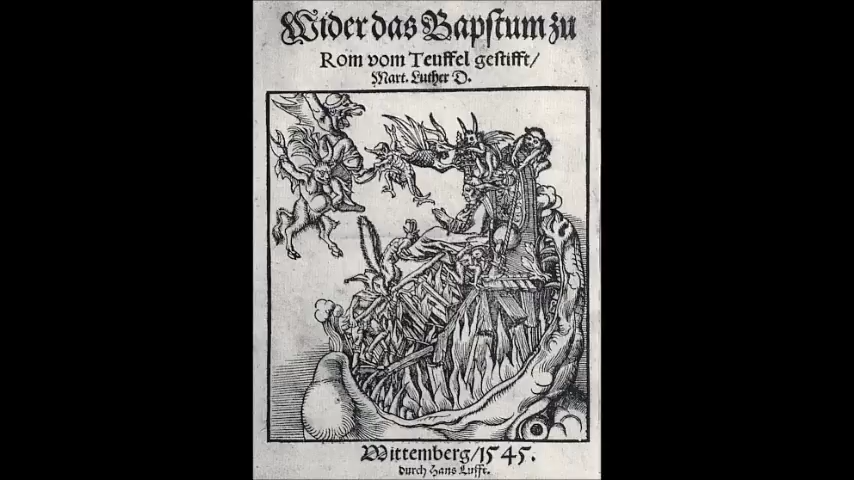 Wider das Bapstum zu
Rom vom Teuffel gestifft/
Mart. Luther D.
Wittemberg/1545.
durch Hans Lufft.